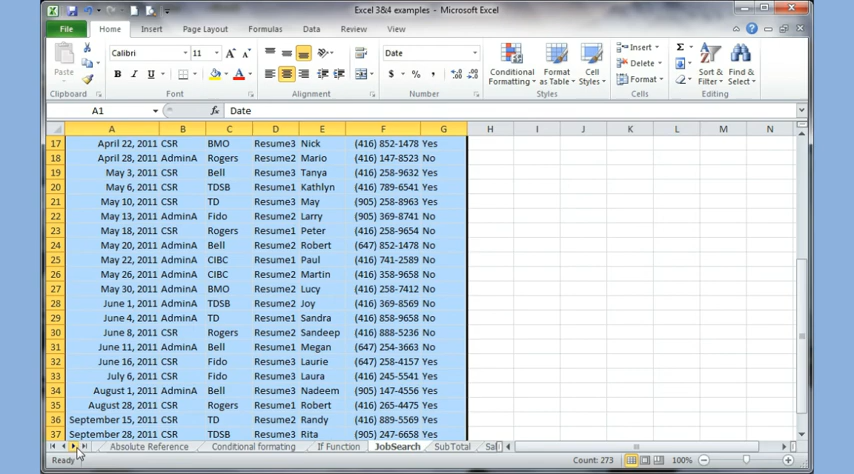 Excel 3&4 examples - Microsoft Excel
File Home Insert Page Layout Formulas Data Review View
Paste Calibri 11 Date Conditional Formatting Format as Table Cell Styles Insert Delete Format Sort & Filter Find & Select
B I U A $ % ,
Clipboard Font Alignment Number Styles Cells Editing
A1 fx Date
A B C D E F G H I J K L M N
17 April 22, 2011 CSR BMO Resume3 Nick (416) 852-1478 Yes
18 April 28, 2011 AdminA Rogers Resume2 Mario (416) 147-8523 No
19 May 3, 2011 CSR Bell Resume3 Tanya (416) 258-9632 Yes
20 May 6, 2011 CSR TDSB Resume1 Kathlyn (416) 789-6541 Yes
21 May 10, 2011 CSR TD Resume3 May (905) 258-8963 Yes
22 May 13, 2011 AdminA Fido Resume2 Larry (905) 369-8741 No
23 May 18, 2011 CSR Rogers Resume1 Peter (416) 258-9654 No
24 May 20, 2011 AdminA Bell Resume2 Robert (647) 852-1478 No
25 May 22, 2011 AdminA CIBC Resume1 Paul (416) 741-2589 No
26 May 26, 2011 AdminA CIBC Resume2 Martin (416) 358-9658 No
27 May 30, 2011 AdminA BMO Resume2 Lucy (416) 258-7412 No
28 June 1, 2011 AdminA TDSB Resume2 Joy (416) 369-8569 No
29 June 4, 2011 AdminA TD Resume1 Sandra (416) 858-9658 No
30 June 8, 2011 CSR Rogers Resume2 Sandeep (416) 888-5236 No
31 June 11, 2011 AdminA Bell Resume1 Megan (647) 254-3663 No
32 June 16, 2011 CSR Fido Resume3 Laurie (647) 258-4157 Yes
33 July 6, 2011 CSR Fido Resume3 Laura (416) 245-5541 Yes
34 August 1, 2011 AdminA Bell Resume3 Nadeem (905) 147-4556 Yes
35 August 28, 2011 CSR Rogers Resume1 Robert (416) 265-4475 Yes
36 September 15, 2011 CSR TD Resume2 Randy (416) 889-5569 Yes
37 September 28, 2011 CSR TDSB Resume3 Rita (905) 247-6658 Yes
Absolute Reference Conditional formatting If Function JobSearch SubTotal Sal
Ready Count: 273 100%